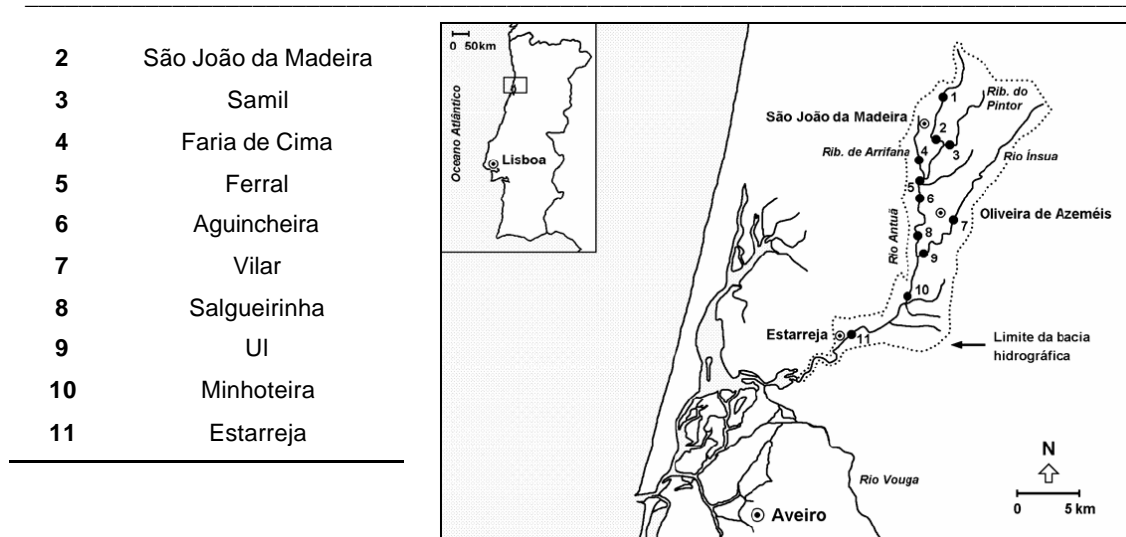 2 São João da Madeira
3 Samil
4 Faria de Cima
5 Ferral
6 Aguincheira
7 Vilar
8 Salgueirinha
9 Ul
10 Minhoteira
11 Estarreja
0 50km
Oceano Atlântico
Lisboa
1
Rib. do
Pintor
São João da Madeira
2
3
Rib. de Arrifana
4
Rio Ínsua
5
6
Oliveira de Azeméis
7
Rio Antuã
8
9
10
Estarreja
11
Limite da bacia
hidrográfica
N
Rio Vouga
0 5 km
Aveiro